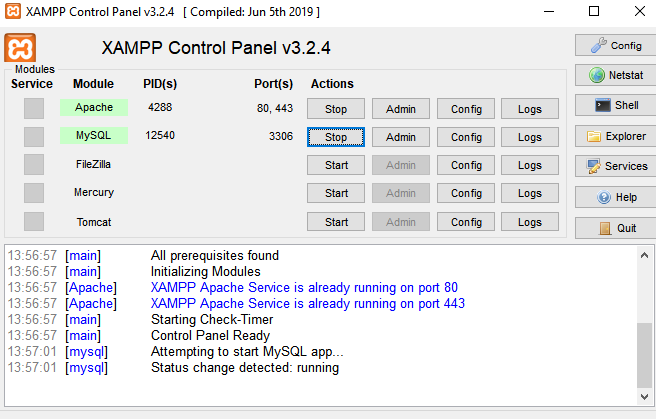 XAMPP Control Panel v3.2.4 [ Compiled: Jun 5th 2019 ]
XAMPP Control Panel v3.2.4
Config
Modules
Service Module PID(s) Port(s) Actions
Netstat
Apache 4288 80, 443 Stop Admin Config Logs
Shell
MySQL 12540 3306 Stop Admin Config Logs
Explorer
FileZilla Start Admin Config Logs
Services
Mercury Start Admin Config Logs
Help
Tomcat Start Admin Config Logs
Quit
13:56:57 [main] All prerequisites found
13:56:57 [main] Initializing Modules
13:56:57 [Apache] XAMPP Apache Service is already running on port 80
13:56:57 [Apache] XAMPP Apache Service is already running on port 443
13:56:57 [main] Starting Check-Timer
13:56:57 [main] Control Panel Ready
13:57:01 [mysql] Attempting to start MySQL app...
13:57:01 [mysql] Status change detected: running